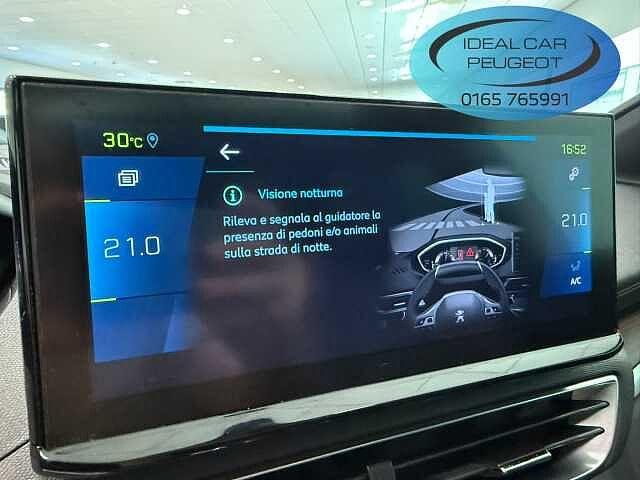 IDEAL CAR
PEUGEOT
0165 765991
30°C
16:52
Visione notturna
Rileva e segnala al guidatore la
presenza di pedoni e/o animali
sulla strada di notte.
21.0
21.0
A/C